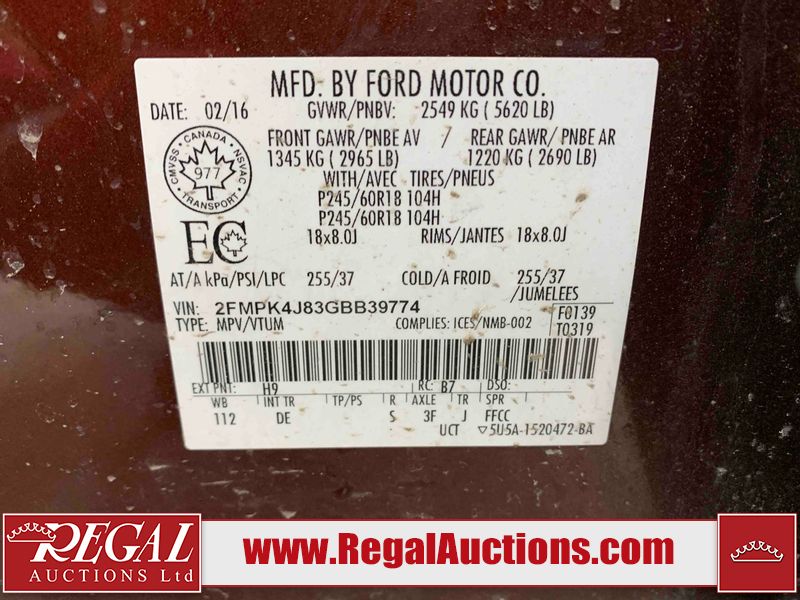 MFD. BY FORD MOTOR CO.
DATE: 02/16
GVWR/PNBV: 2549 KG ( 5620 LB)
FRONT GAWR/PNBE AV / REAR GAWR/ PNBE AR
1345 KG ( 2965 LB) 1220 KG ( 2690 LB)
WITH/AVEC TIRES/PNEUS
P245/60R18 104H
P245/60R18 104H
18x8.0J RIMS/JANTES 18x8.0J
CMVSS · CANADA · NSVAC
977
TRANSPORT
EC
AT/A kPa/PSI/LPC 255/37 COLD/A FROID 255/37
/JUMELEES
VIN: 2FMPK4J83GBB39774
TYPE: MPV/VTUM COMPLIES: ICES/NMB-002
F0139
T0319
EXT PNT: H9 RC: B7 DSO:
WB INT TR TP/PS R AXLE TR SPR
112 DE S 3F J FFCC
UCT ▽5U5A-1520472-BA
REGAL
AUCTIONS Ltd
www.RegalAuctions.com